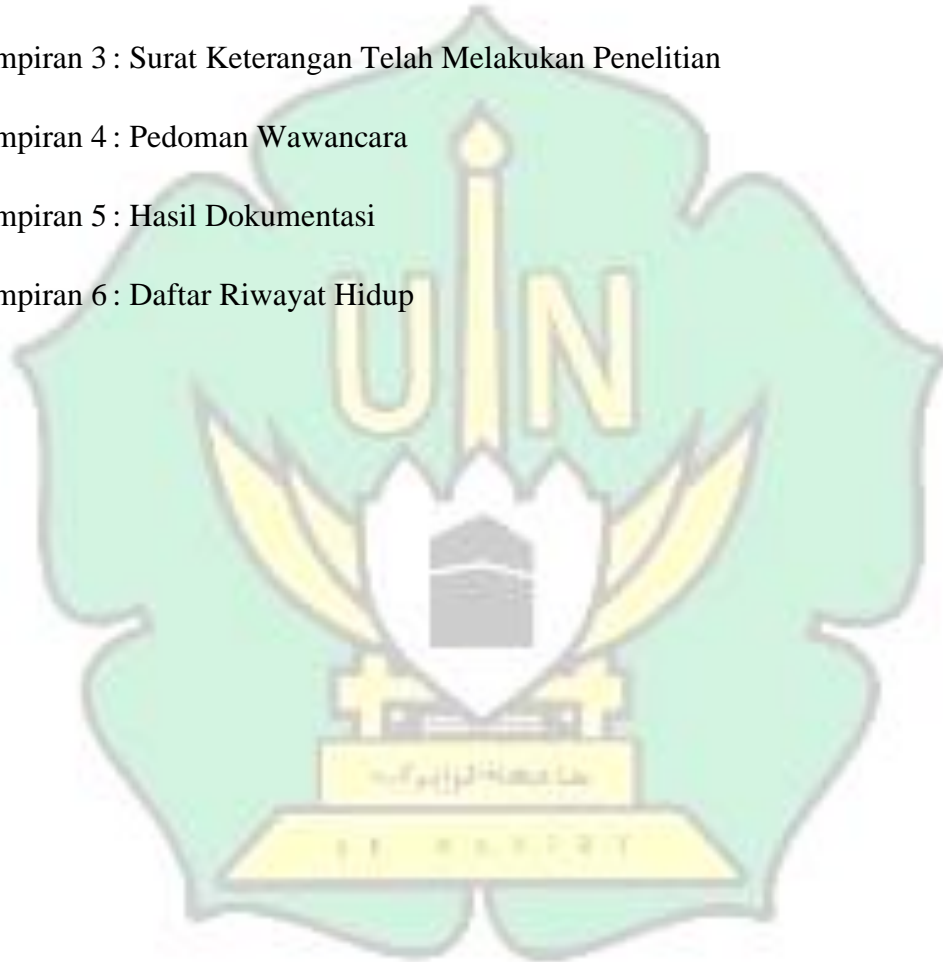 mpiran 3 : Surat Keterangan Telah Melakukan Penelitian
mpiran 4 : Pedoman Wawancara
mpiran 5 : Hasil Dokumentasi
mpiran 6 : Daftar Riwayat Hidup
UIN